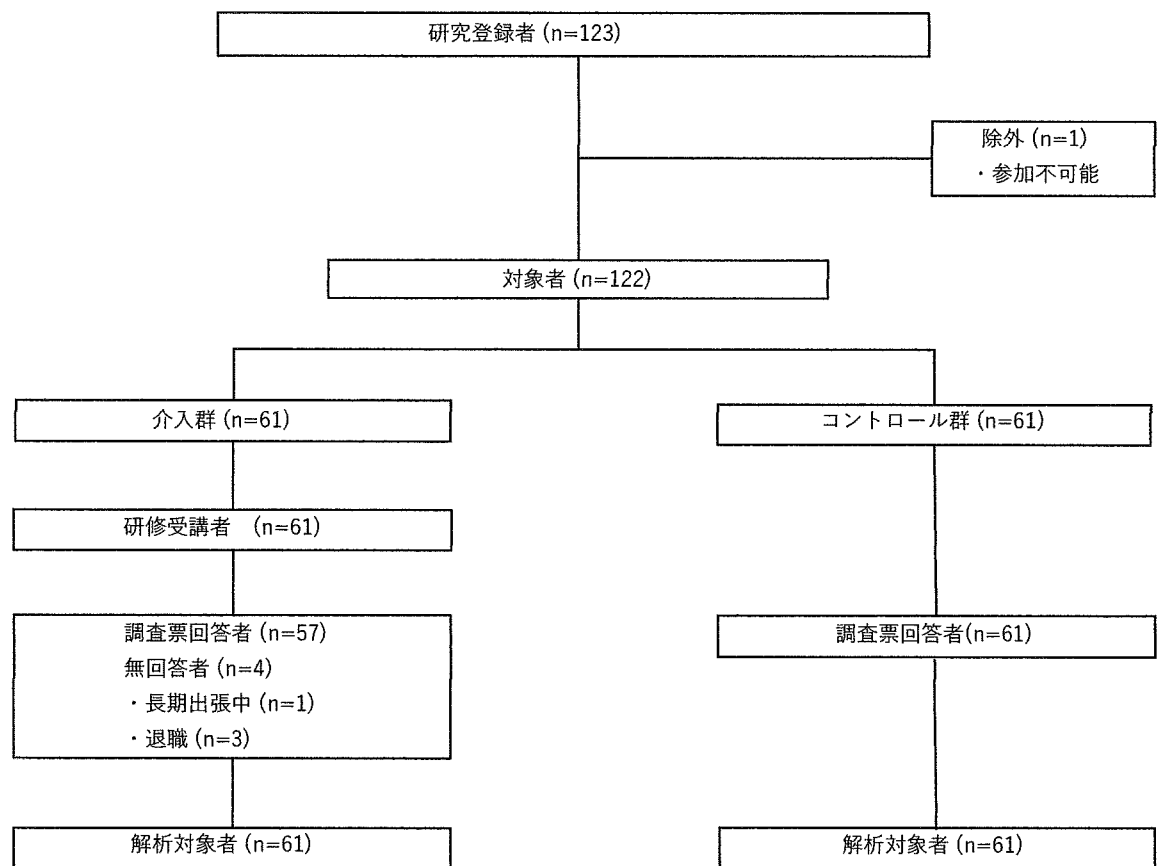 研究登録者 (n=123)
除外 (n=1)
・参加不可能
対象者 (n=122)
介入群 (n=61)
コントロール群 (n=61)
研修受講者 (n=61)
調査票回答者 (n=57)
無回答者 (n=4)
・長期出張中 (n=1)
・退職 (n=3)
調査票回答者(n=61)
解析対象者 (n=61)
解析対象者 (n=61)